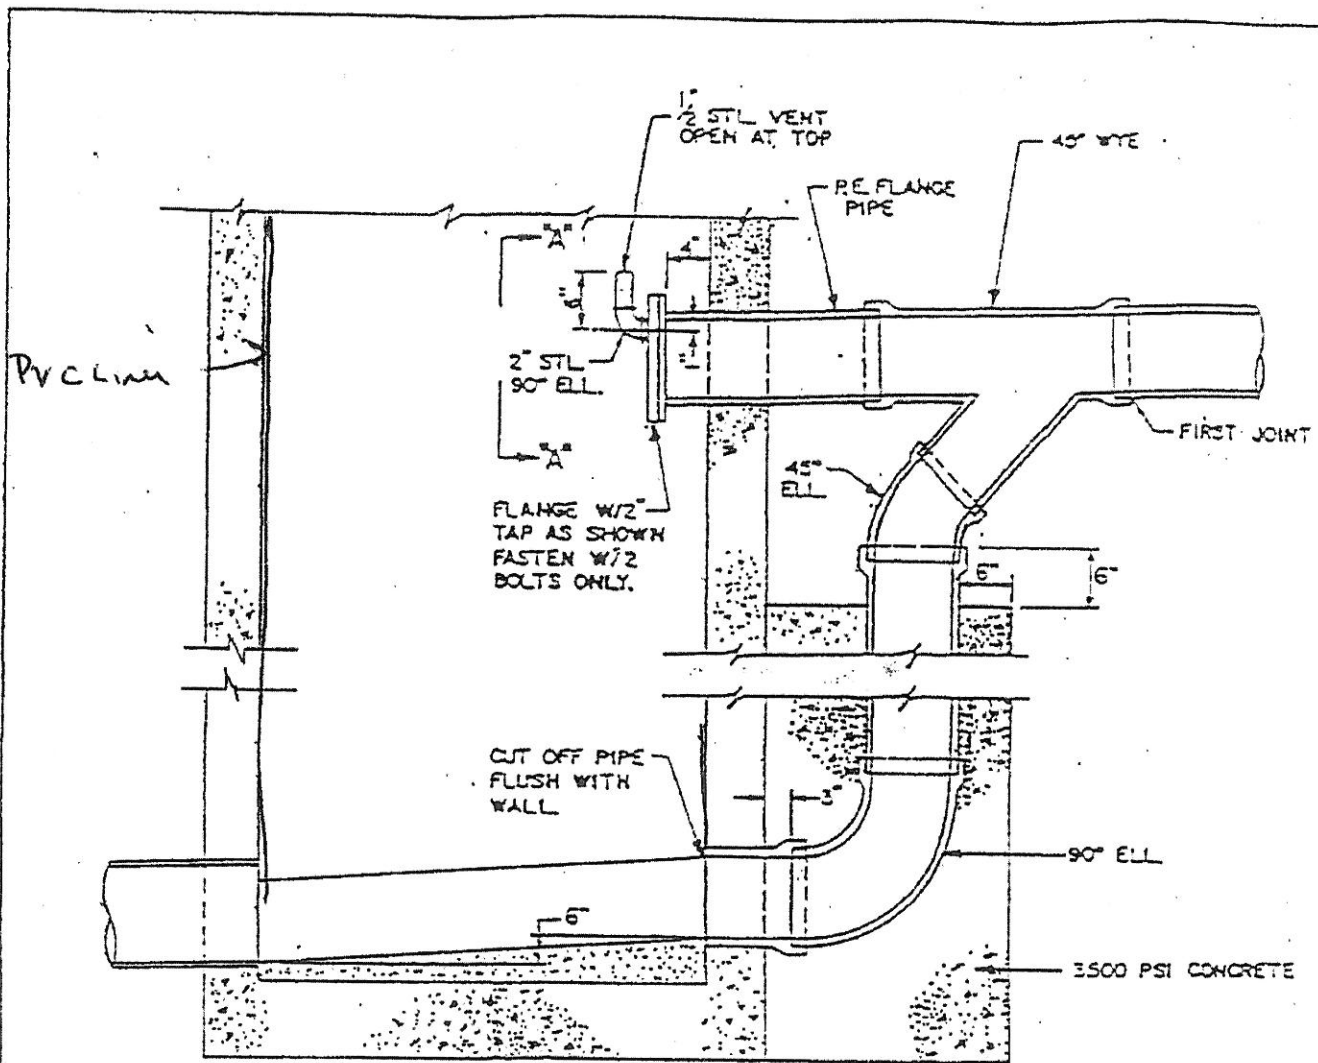 1"
1/2 STL VENT
OPEN AT TOP
45° WYE
P.E. FLANGE
PIPE
"A"
4"
6"
2" STL
90° ELL.
1"
PVC Liner
FIRST JOINT
"A"
45°
ELL
FLANGE W/2"
TAP AS SHOWN
FASTEN W/2
BOLTS ONLY.
6"
6"
CUT OFF PIPE
FLUSH WITH
WALL
3"
90° ELL
6"
3500 PSI CONCRETE